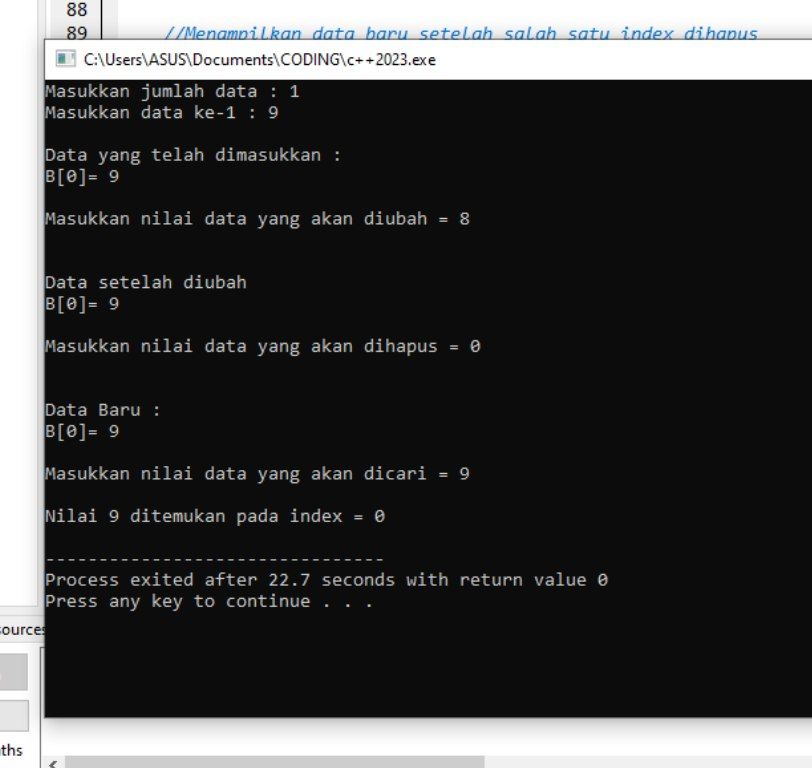 88
89 //Menampilkan data baru setelah salah satu index dihapus
C:\Users\ASUS\Documents\CODING\c++2023.exe
Masukkan jumlah data : 1
Masukkan data ke-1 : 9
Data yang telah dimasukkan :
B[0]= 9
Masukkan nilai data yang akan diubah = 8
Data setelah diubah
B[0]= 9
Masukkan nilai data yang akan dihapus = 0
Data Baru :
B[0]= 9
Masukkan nilai data yang akan dicari = 9
Nilai 9 ditemukan pada index = 0
--------------------------------
Process exited after 22.7 seconds with return value 0
Press any key to continue . . .